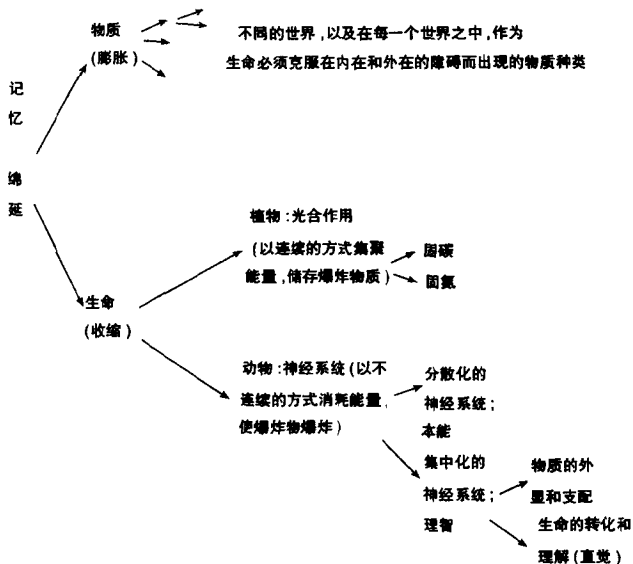 物质
(膨胀)
不同的世界,以及在每一个世界之中,作为
生命必须克服在内在和外在的障碍而出现的物质种类
记
忆
绵
延
植物:光合作用
(以连续的方式集聚
能量,储存爆炸物质)
固碳
固氮
生命
(收缩)
动物:神经系统(以不
连续的方式消耗能量,
使爆炸物爆炸)
分散化的
神经系统;
本能
集中化的
神经系统;
理智
物质的外
显和支配
生命的转化和
理解(直觉)